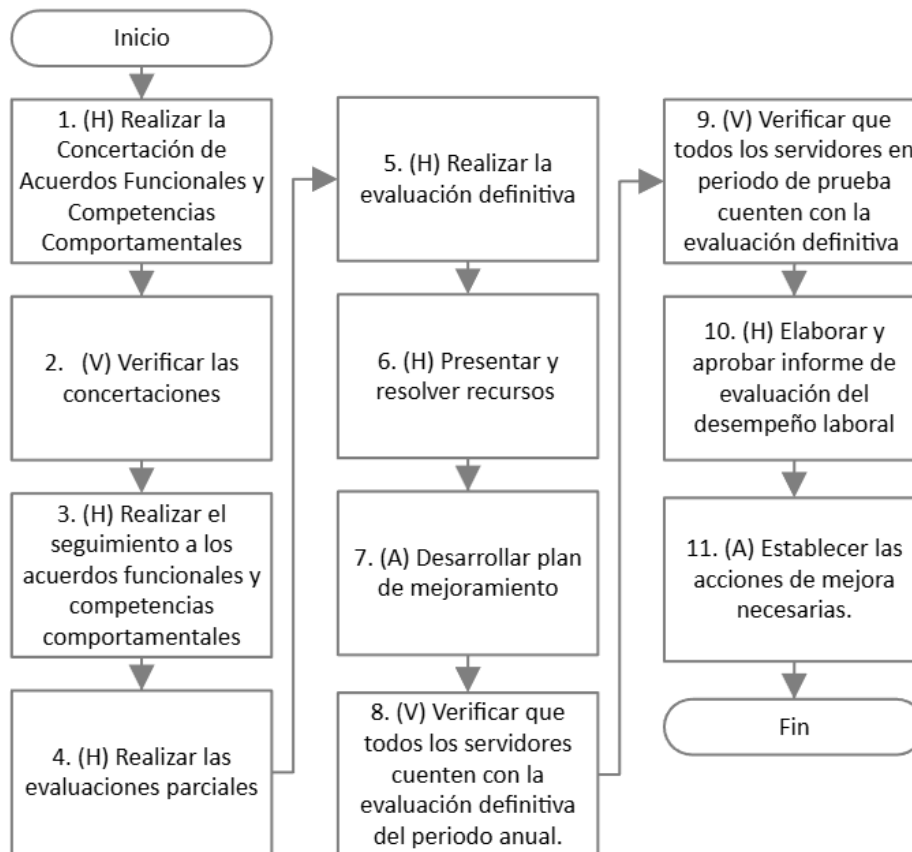 Inicio
1. (H) Realizar la
Concertación de
Acuerdos Funcionales y
Competencias
Comportamentales
2. (V) Verificar las
concertaciones
3. (H) Realizar el
seguimiento a los
acuerdos funcionales y
competencias
comportamentales
4. (H) Realizar las
evaluaciones parciales
5. (H) Realizar la
evaluación definitiva
6. (H) Presentar y
resolver recursos
7. (A) Desarrollar plan
de mejoramiento
8. (V) Verificar que
todos los servidores
cuenten con la
evaluación definitiva
del periodo anual.
9. (V) Verificar que
todos los servidores en
periodo de prueba
cuenten con la
evaluación definitiva
10. (H) Elaborar y
aprobar informe de
evaluación del
desempeño laboral
11. (A) Establecer las
acciones de mejora
necesarias.
Fin